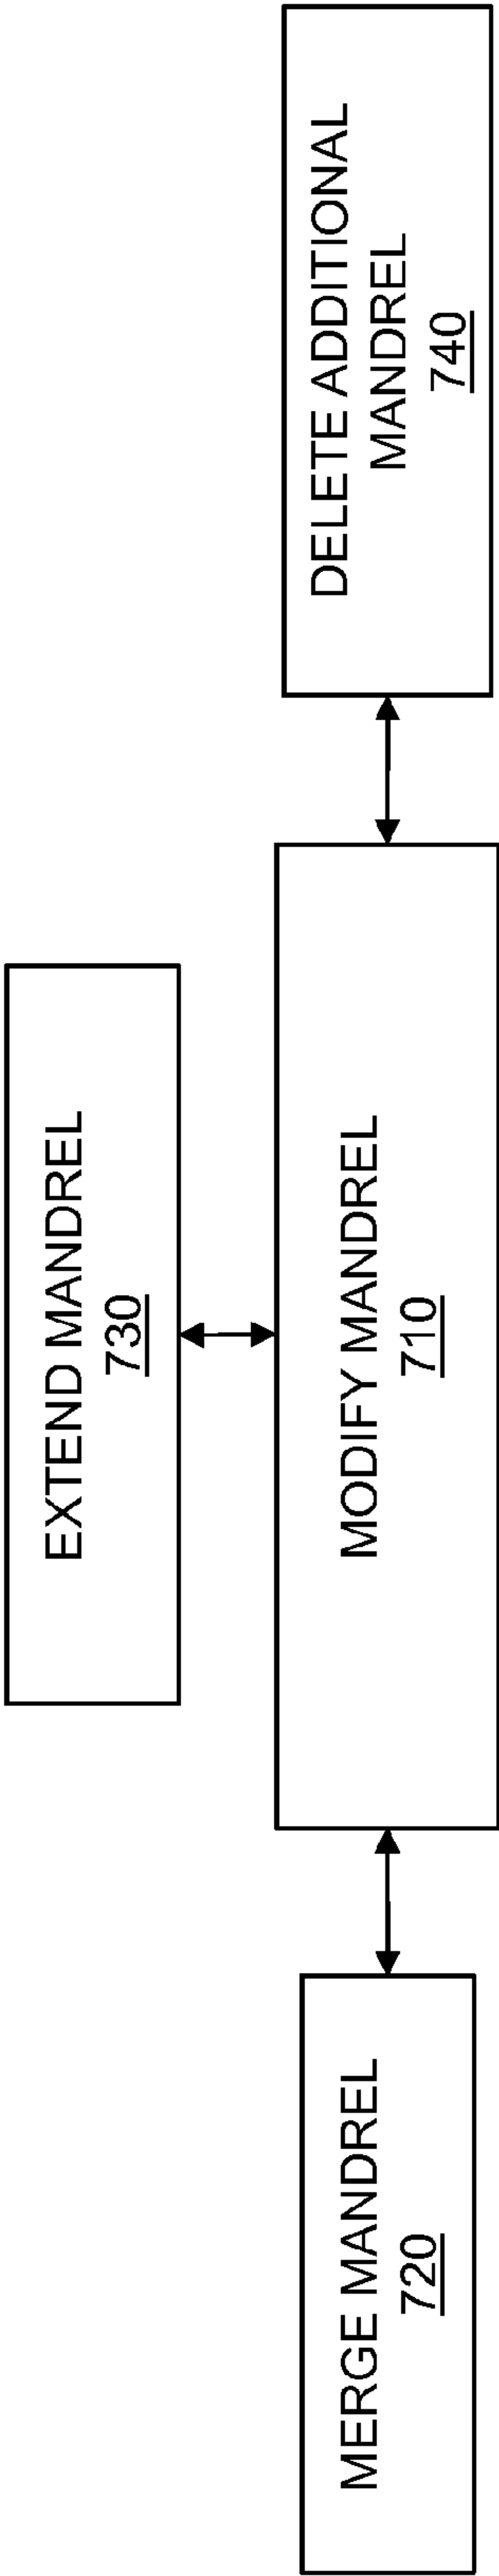 EXTEND MANDREL
730
MERGE MANDREL
720
MODIFY MANDREL
710
DELETE ADDITIONAL
MANDREL
740